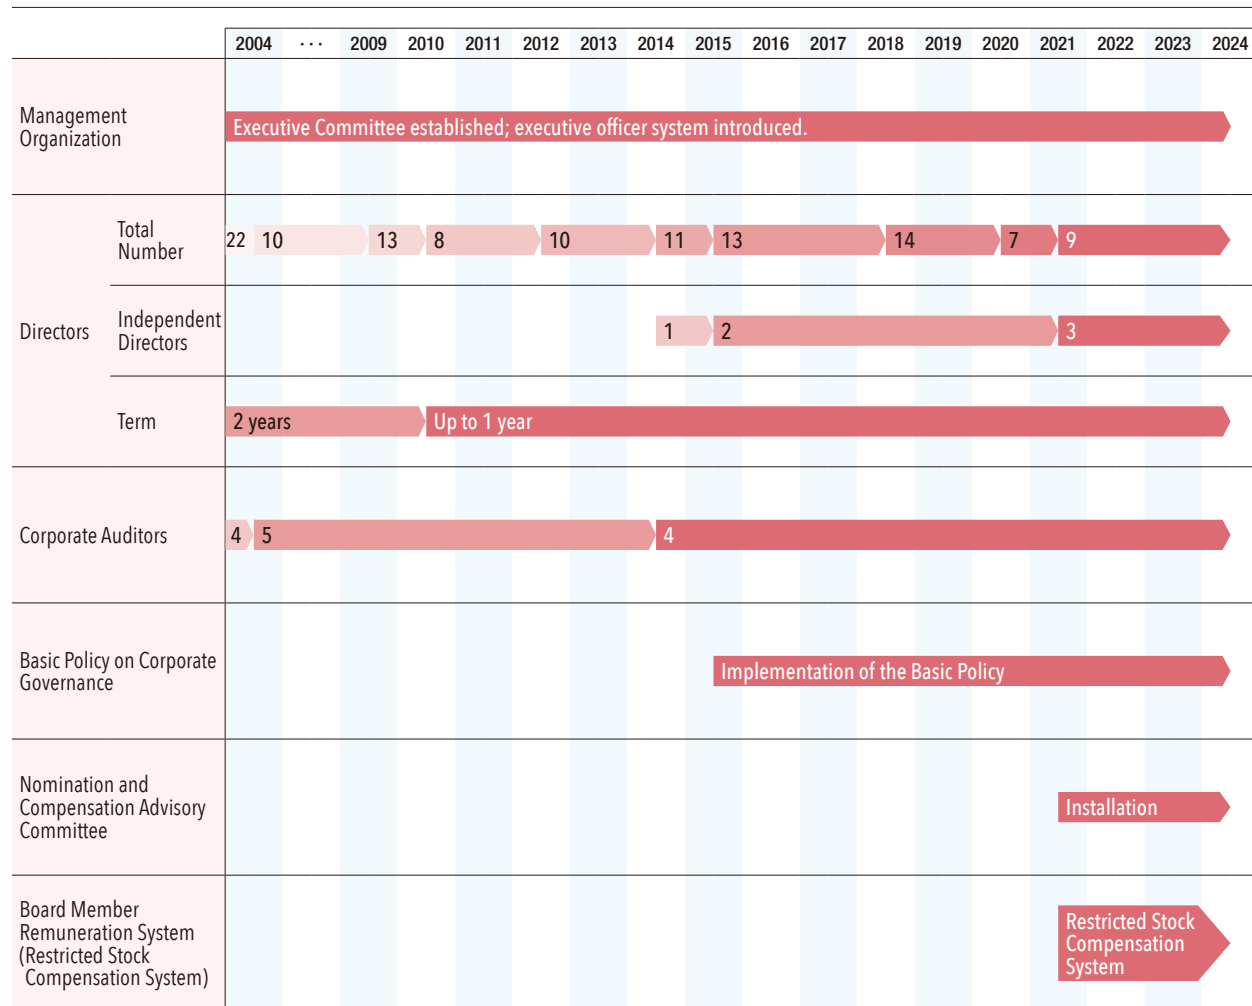 2004 ··· 2009 2010 2011 2012 2013 2014 2015 2016 2017 2018 2019 2020 2021 2022 2023 2024
Management
Organization
Executive Committee established; executive officer system introduced.
Directors
Total
Number
22 10 13 8 10 11 13 14 7 9
Independent
Directors
1 2 3
Term
2 years Up to 1 year
Corporate Auditors
4 5 4
Basic Policy on Corporate
Governance
Implementation of the Basic Policy
Nomination and
Compensation Advisory
Committee
Installation
Board Member
Remuneration System
(Restricted Stock
Compensation System)
Restricted Stock
Compensation
System